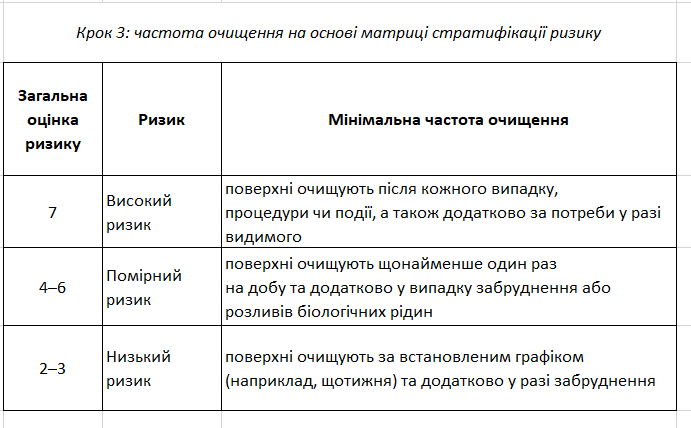 Крок 3: частота очищення на основі матриці стратифікації ризику
Загальна
оцінка
ризику
Ризик
Мінімальна частота очищення
7
Високий
ризик
поверхні очищують після кожного випадку,
процедури чи події, а також додатково за потреби у разі
видимого
4–6
Помірний
ризик
поверхні очищують щонайменше один раз
на добу та додатково у випадку забруднення або
розливів біологічних рідин
2–3
Низький
ризик
поверхні очищують за встановленим графіком
(наприклад, щотижня) та додатково у разі забруднення